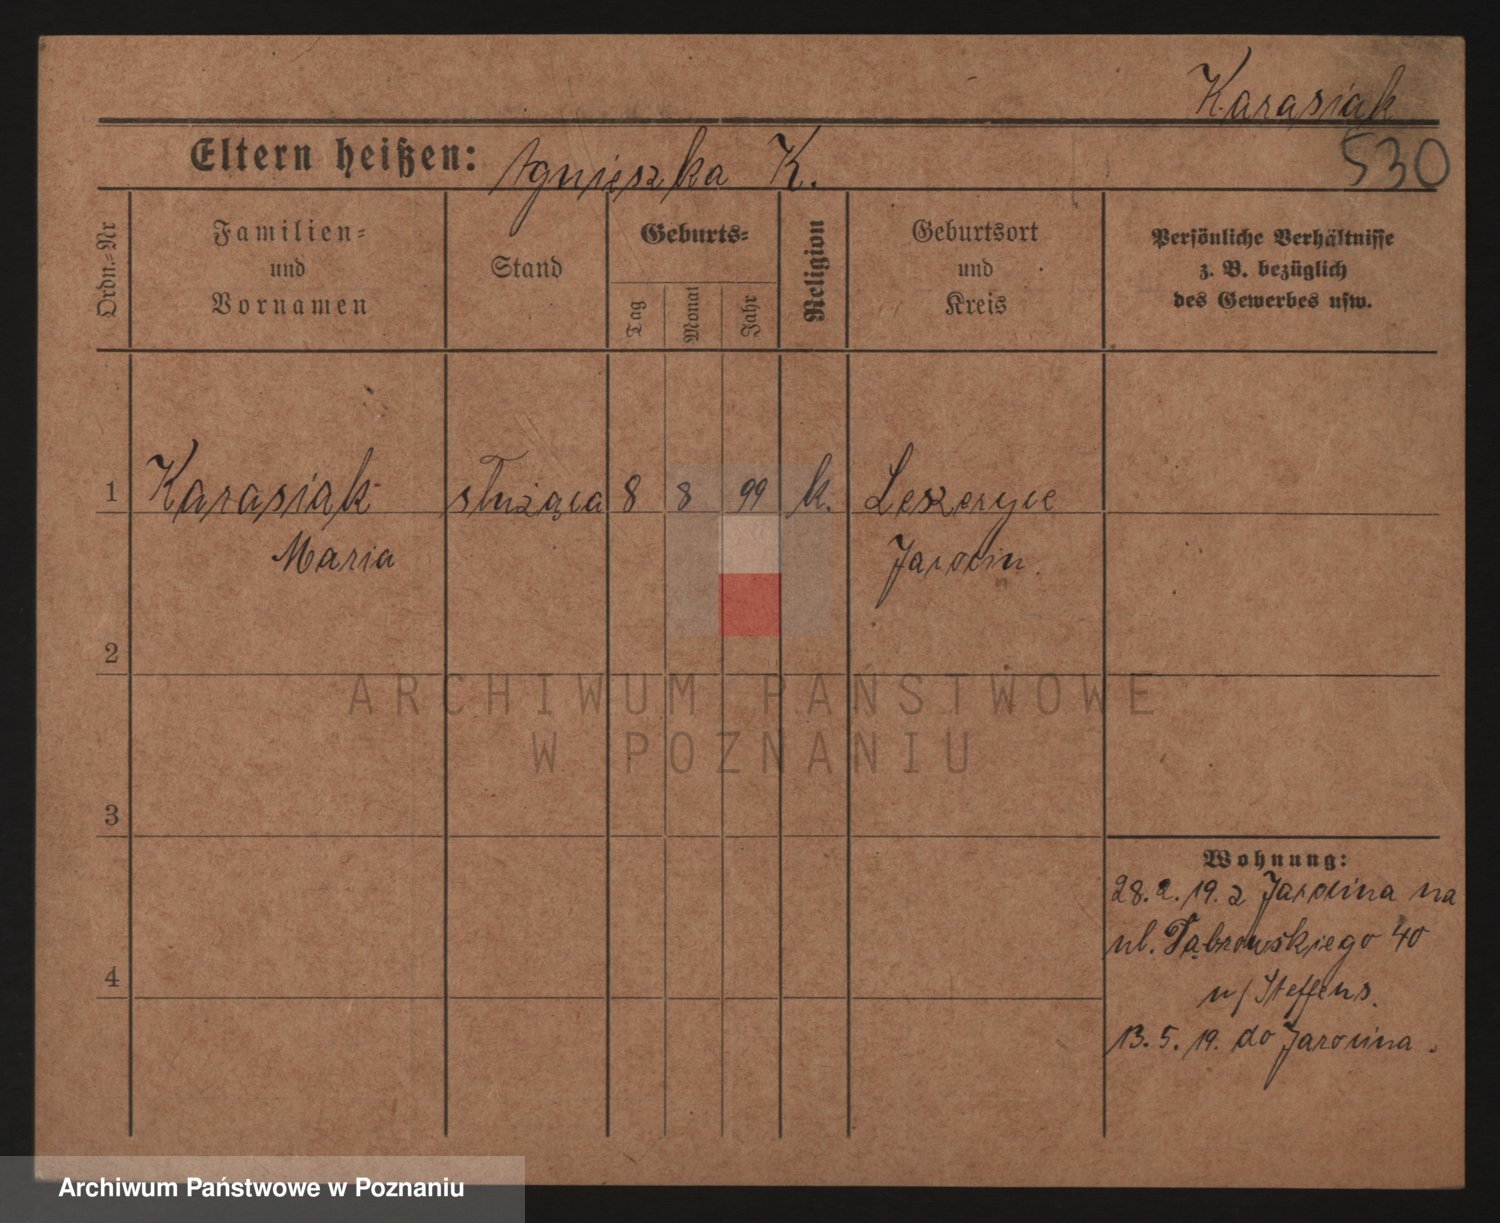 Karasiak
530
Eltern heißen: Agnieszka K.
Ordn.-Nr
Familien-
und
Vornamen
Stand
Geburts-
Tag
Monat
Jahr
Religion
Geburtsort
und
Kreis
Persönliche Verhältnisse
z. B. bezüglich
des Gewerbes usw.
1 Karasiak służąca 8 8 99 k. Leszczyce
Maria Jarocin.
2
ARCHIWUM PAŃSTWOWE
W POZNANIU
3
Wohnung:
28. 2. 19. z Jarocina na
ul. Dąbrowskiego 40
u/ Steffens.
4
13. 5. 19. do Jarocina.
Archiwum Państwowe w Poznaniu